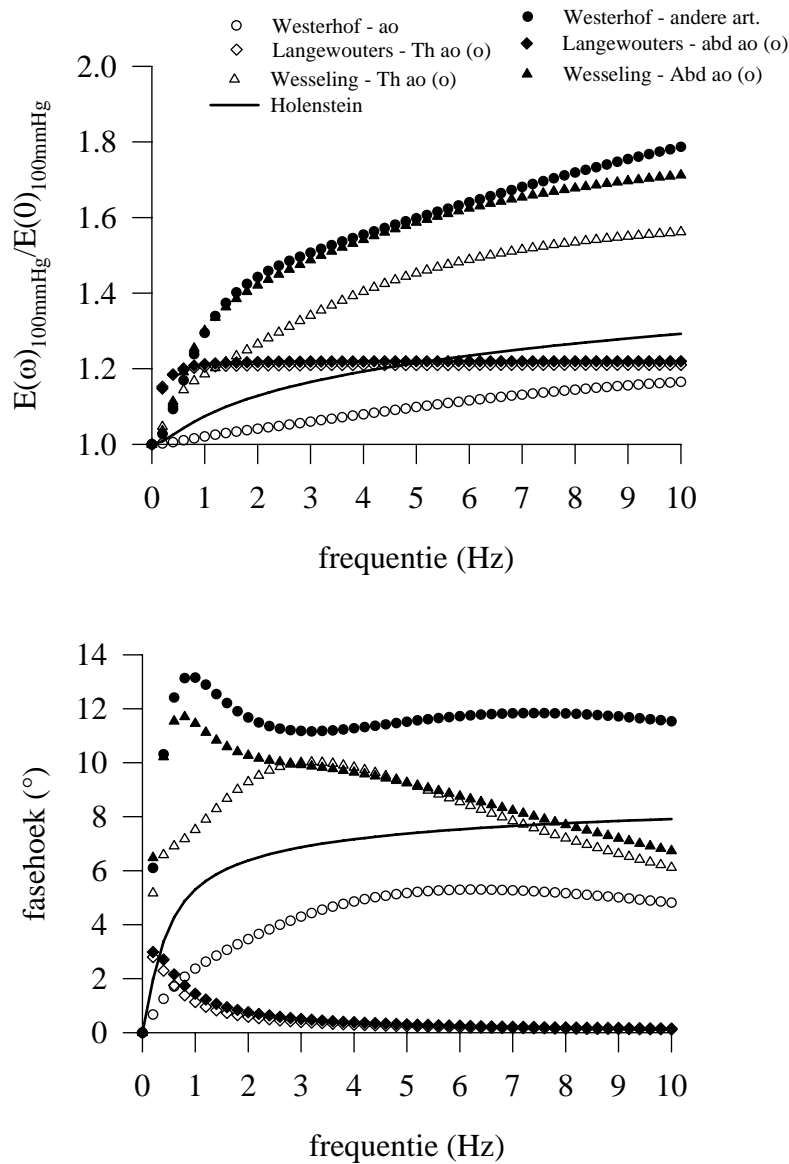 Westerhof - ao
Langewouters - Th ao (o)
Wesseling - Th ao (o)
Holenstein
Westerhof - andere art.
Langewouters - abd ao (o)
Wesseling - Abd ao (o)
E(ω)100mmHg/E(0)100mmHg
2.0
1.8
1.6
1.4
1.2
1.0
0 1 2 3 4 5 6 7 8 9 10
frequentie (Hz)
fasehoek (°)
14
12
10
8
6
4
2
0
0 1 2 3 4 5 6 7 8 9 10
frequentie (Hz)